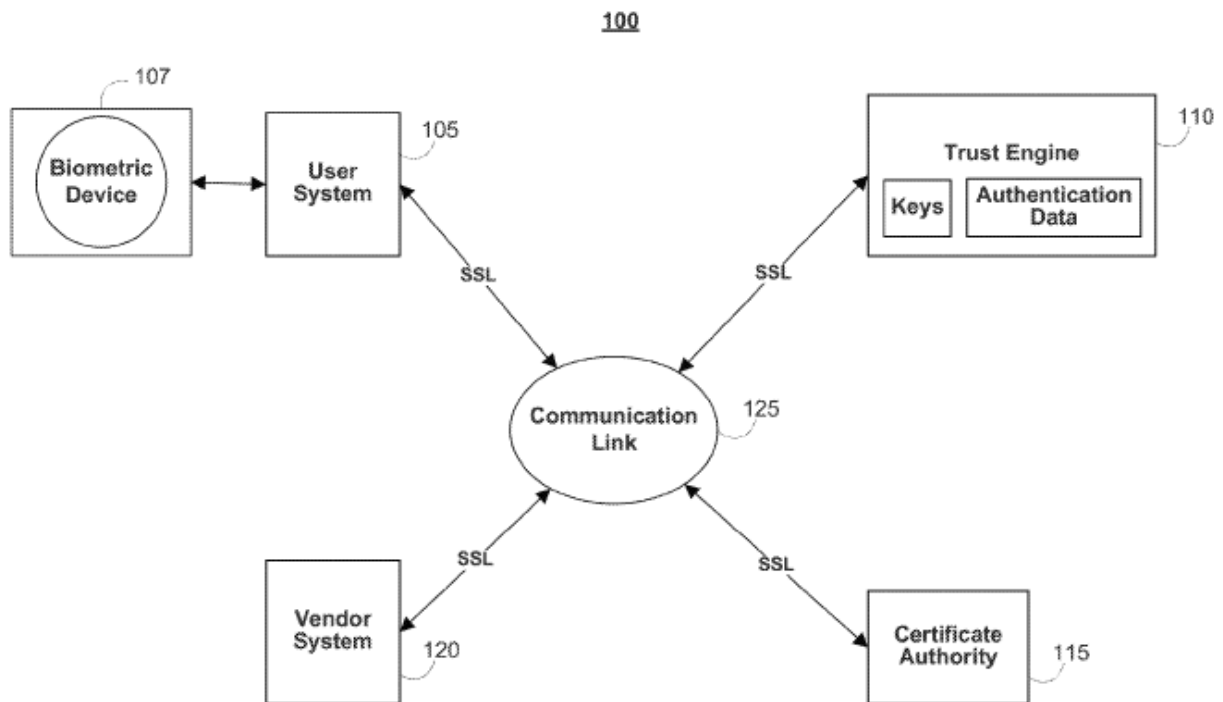 100
107
Biometric
Device
User
System
105
Trust Engine
Keys
Authentication
Data
110
SSL
SSL
Communication
Link
125
SSL
SSL
Vendor
System
120
Certificate
Authority
115